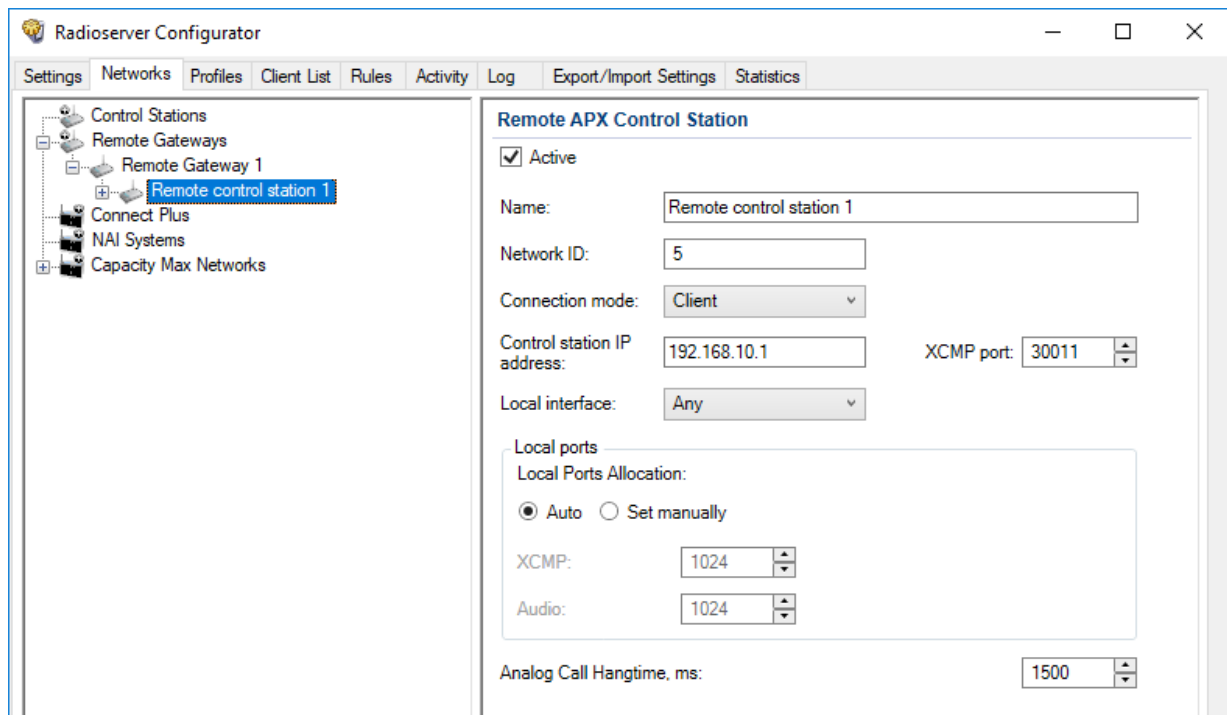 Radioserver Configurator
Settings Networks Profiles Client List Rules Activity Log Export/Import Settings Statistics
Control Stations
Remote Gateways
Remote Gateway 1
Remote control station 1
Connect Plus
NAI Systems
Capacity Max Networks
Remote APX Control Station
Active
Name: Remote control station 1
Network ID: 5
Connection mode: Client
Control station IP
address: 192.168.10.1 XCMP port: 30011
Local interface: Any
Local ports
Local Ports Allocation:
Auto Set manually
XCMP: 1024
Audio: 1024
Analog Call Hangtime, ms: 1500